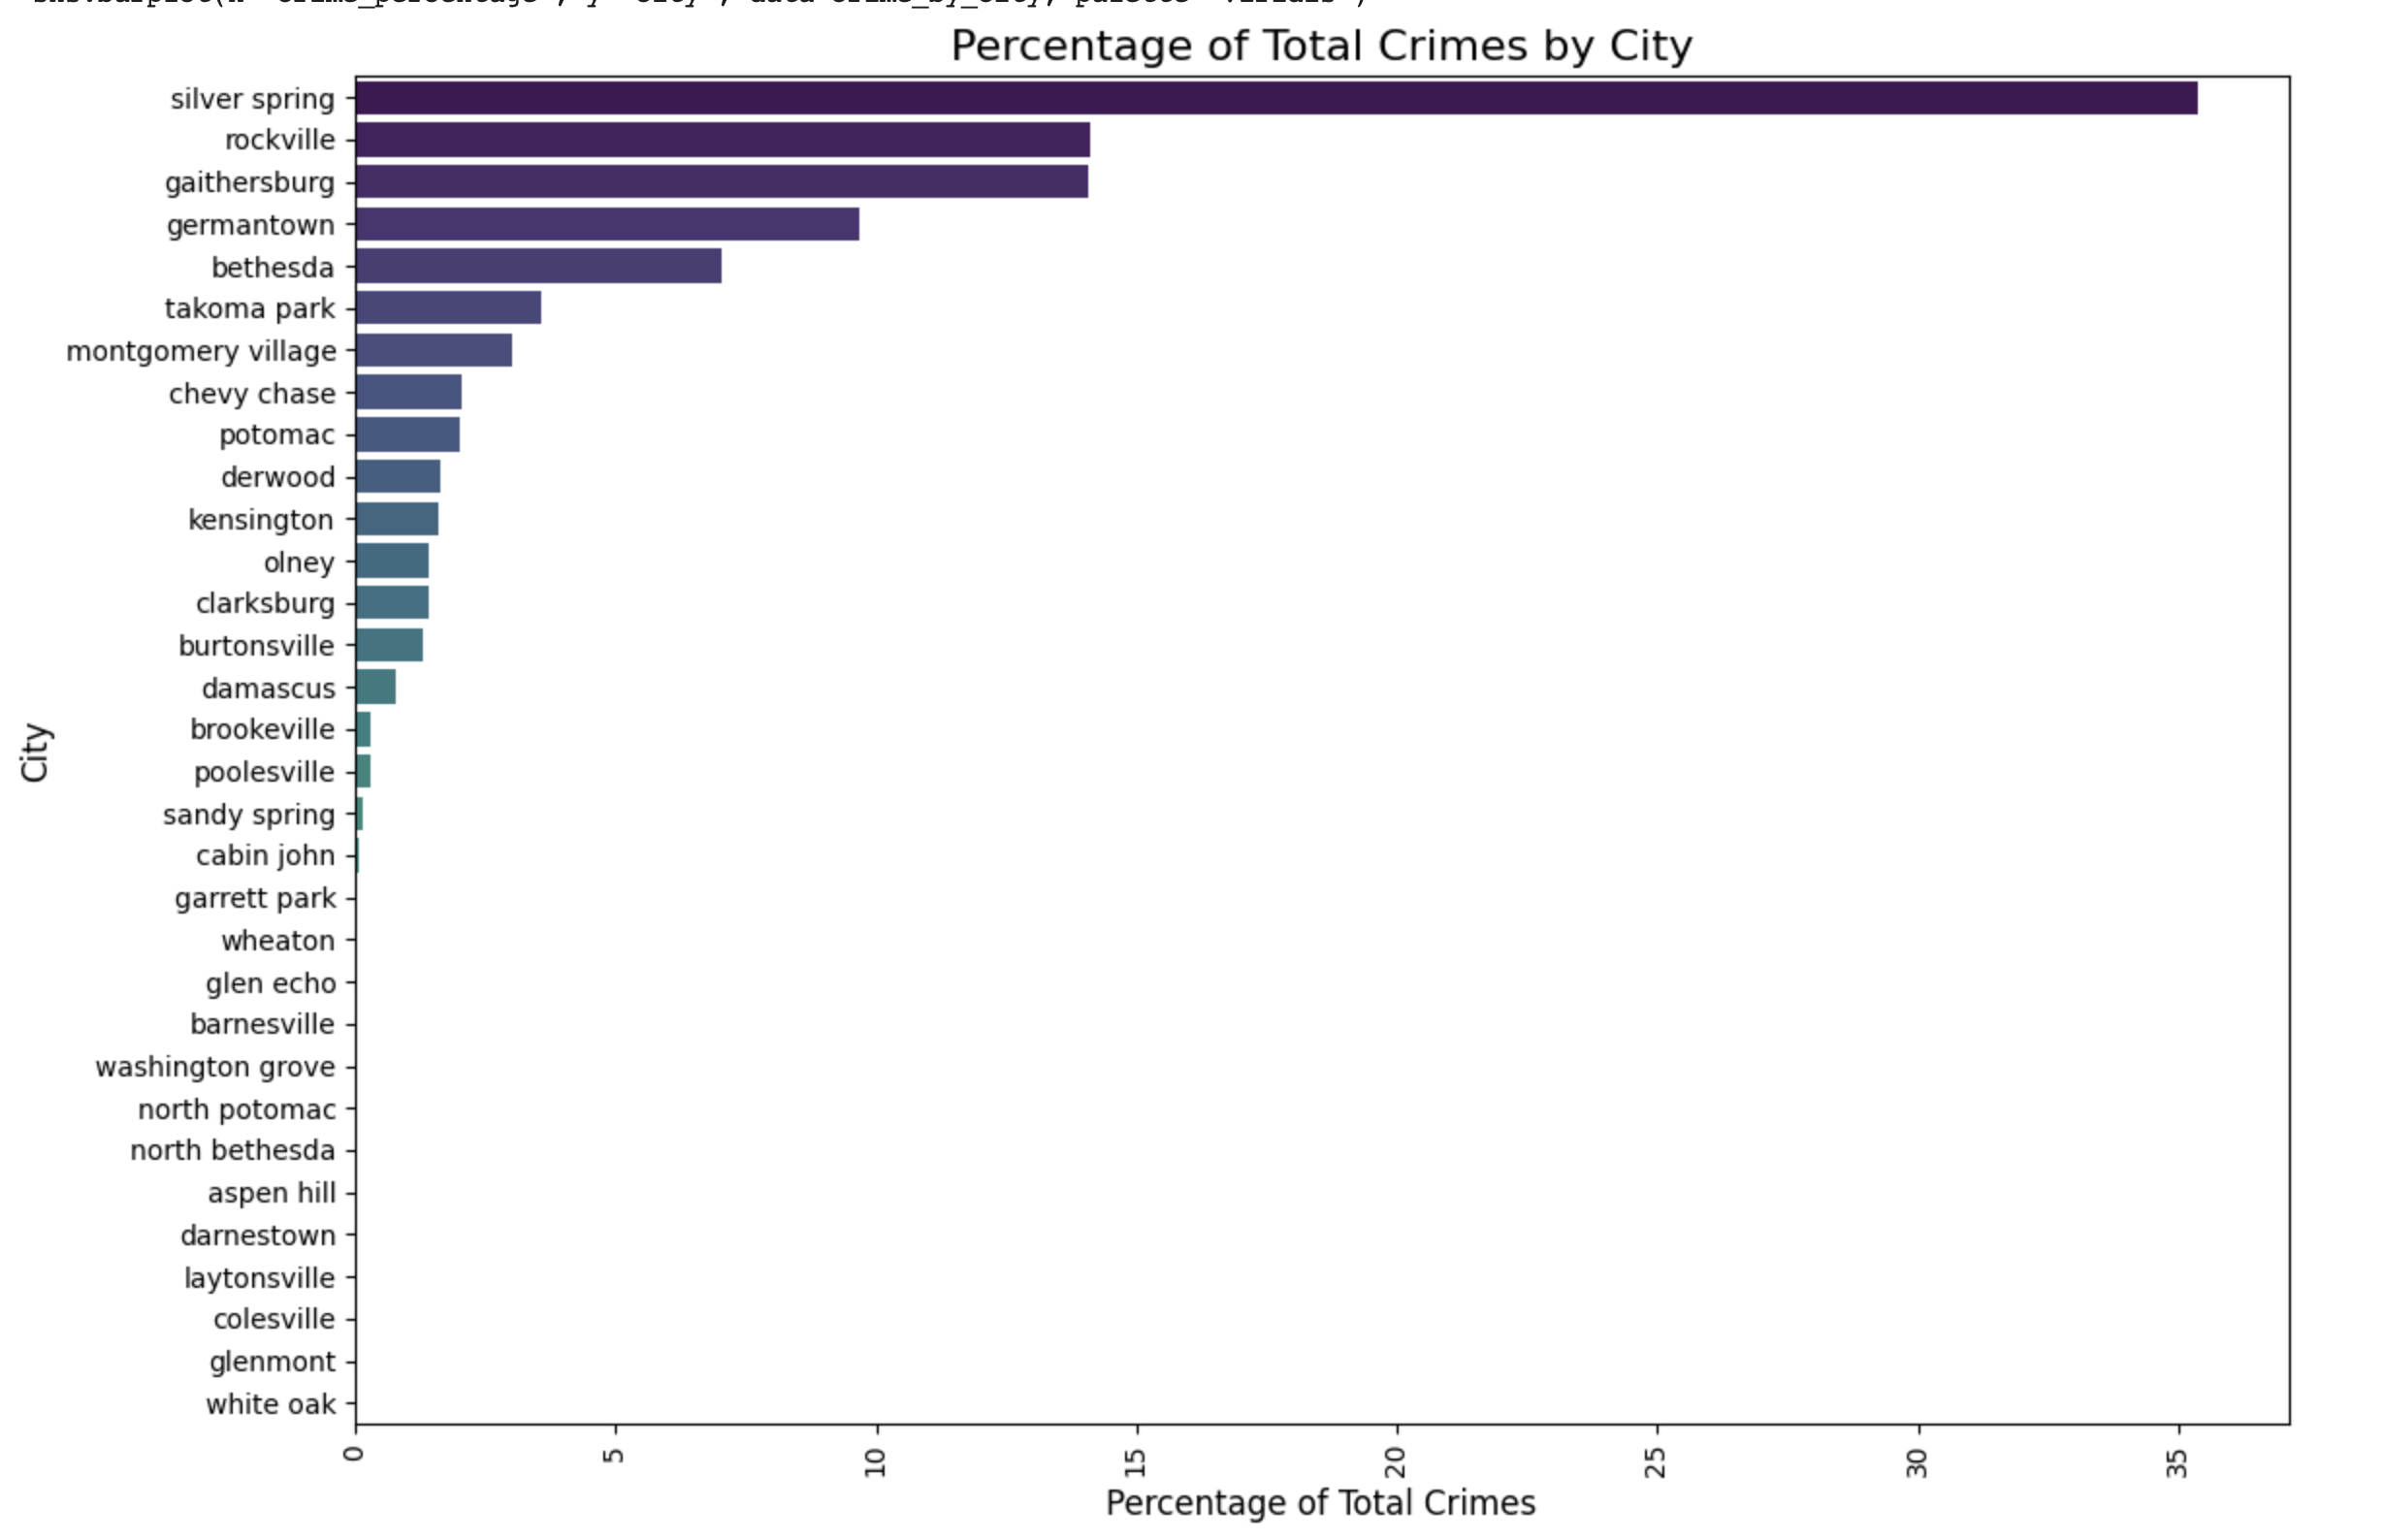 Percentage of Total Crimes by City
silver spring
rockville
gaithersburg
germantown
bethesda
takoma park
montgomery village
chevy chase
potomac
derwood
kensington
olney
clarksburg
burtonsville
damascus
brookeville
poolesville
sandy spring
cabin john
garrett park
wheaton
glen echo
barnesville
washington grove
north potomac
north bethesda
aspen hill
darnestown
laytonsville
colesville
glenmont
white oak
City
0 5 10 15 20 25 30 35
Percentage of Total Crimes